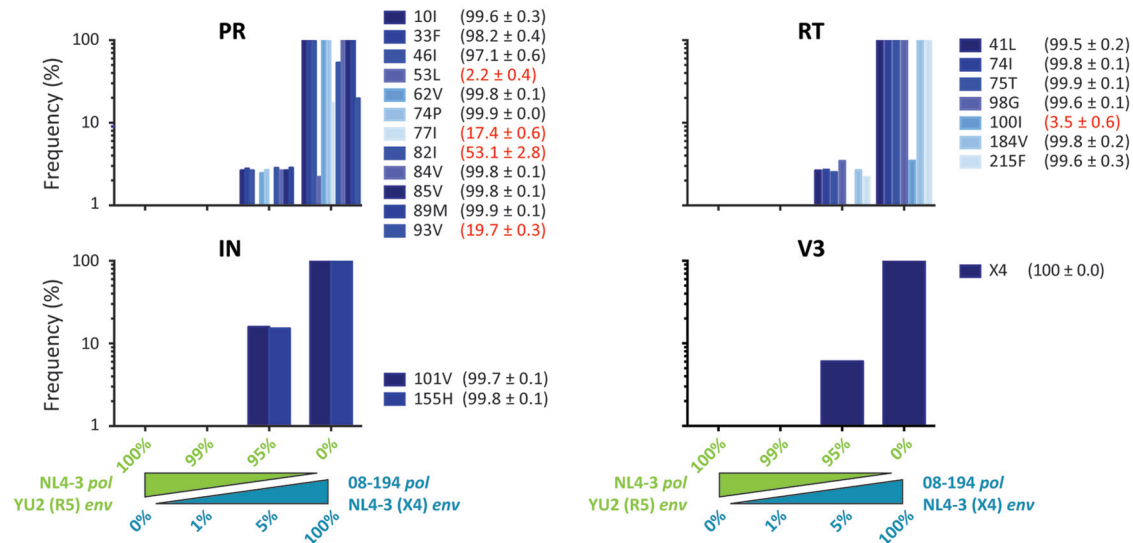 PR
Frequency (%)
100
10
1
10I (99.6 ± 0.3)
33F (98.2 ± 0.4)
46I (97.1 ± 0.6)
53L (2.2 ± 0.4)
62V (99.8 ± 0.1)
74P (99.9 ± 0.0)
77I (17.4 ± 0.6)
82I (53.1 ± 2.8)
84V (99.8 ± 0.1)
85V (99.8 ± 0.1)
89M (99.9 ± 0.1)
93V (19.7 ± 0.3)
RT
Frequency (%)
100
10
1
41L (99.5 ± 0.2)
74I (99.8 ± 0.1)
75T (99.9 ± 0.1)
98G (99.6 ± 0.1)
100I (3.5 ± 0.6)
184V (99.8 ± 0.2)
215F (99.6 ± 0.3)
IN
Frequency (%)
100
10
1
101V (99.7 ± 0.1)
155H (99.8 ± 0.1)
100% 99% 95% 0%
NL4-3 pol
YU2 (R5) env
08-194 pol
NL4-3 (X4) env
0% 1% 5% 100%
V3
Frequency (%)
100
10
1
X4 (100 ± 0.0)
100% 99% 95% 0%
NL4-3 pol
YU2 (R5) env
08-194 pol
NL4-3 (X4) env
0% 1% 5% 100%